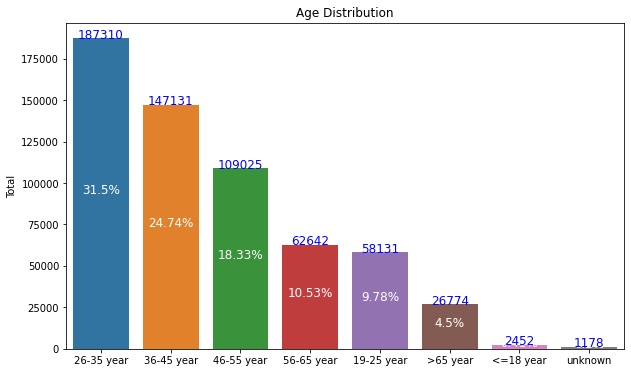 Age Distribution
Total
175000
150000
125000
100000
75000
50000
25000
0
187310
147131
109025
62642
58131
26774
2452
1178
31.5%
24.74%
18.33%
10.53%
9.78%
4.5%
26-35 year
36-45 year
46-55 year
56-65 year
19-25 year
>65 year
<=18 year
unknown